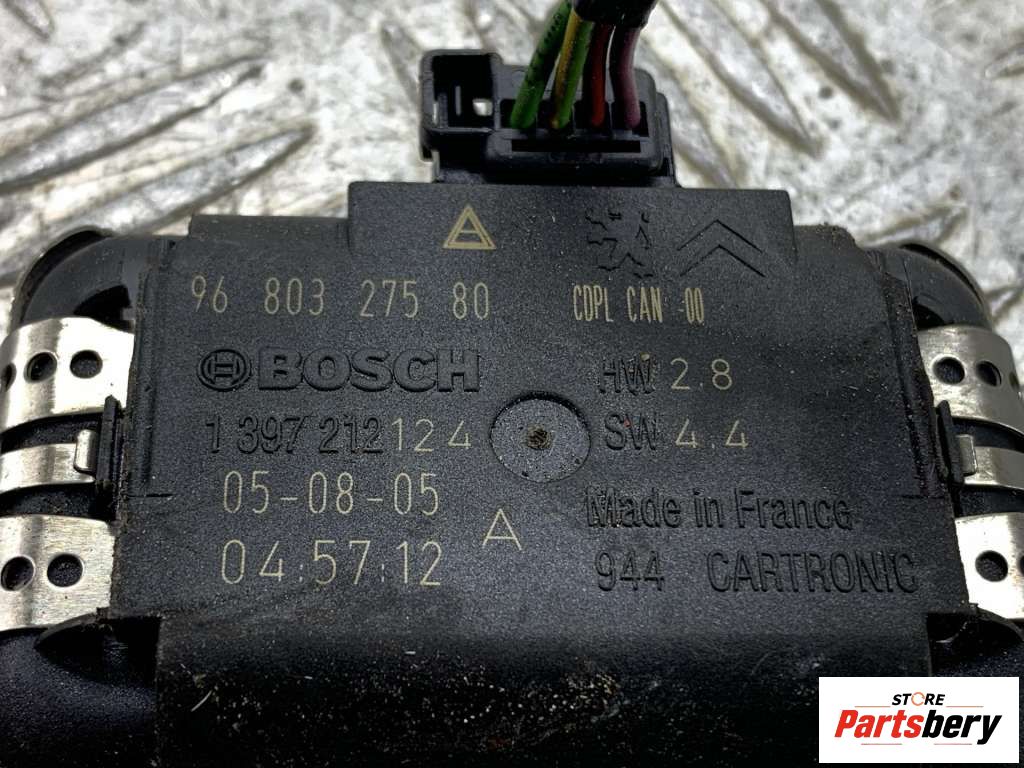 96 803 275 80
CDPL CAN -00
BOSCH
HW 2.8
1 397 212 124
SW 4.4
05-08-05
04:57:12
A
Made in France
944 CARTRONIC
STORE
Partsbery